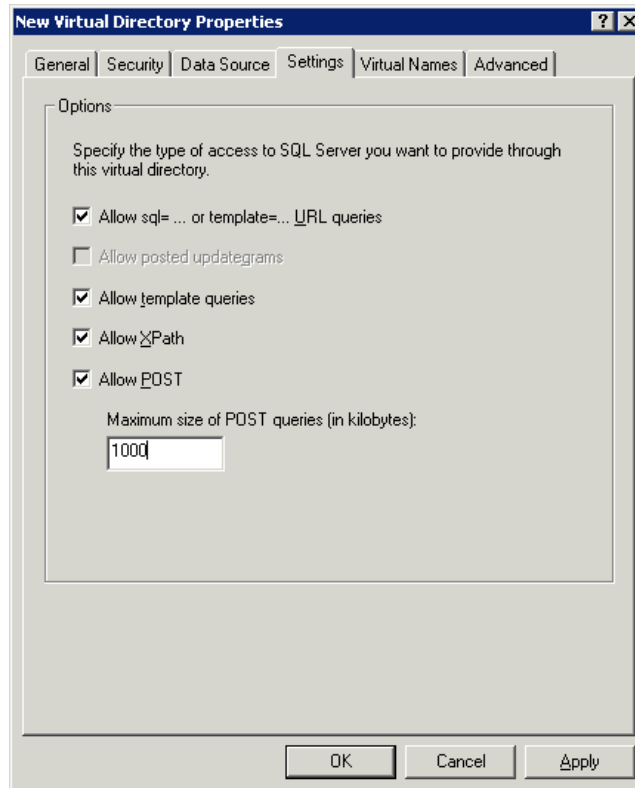 New Virtual Directory Properties
General Security Data Source Settings Virtual Names Advanced
Options
Specify the type of access to SQL Server you want to provide through
this virtual directory.
Allow sql= ... or template=... URL queries
Allow posted updategrams
Allow template queries
Allow XPath
Allow POST
Maximum size of POST queries (in kilobytes):
1000
OK Cancel Apply